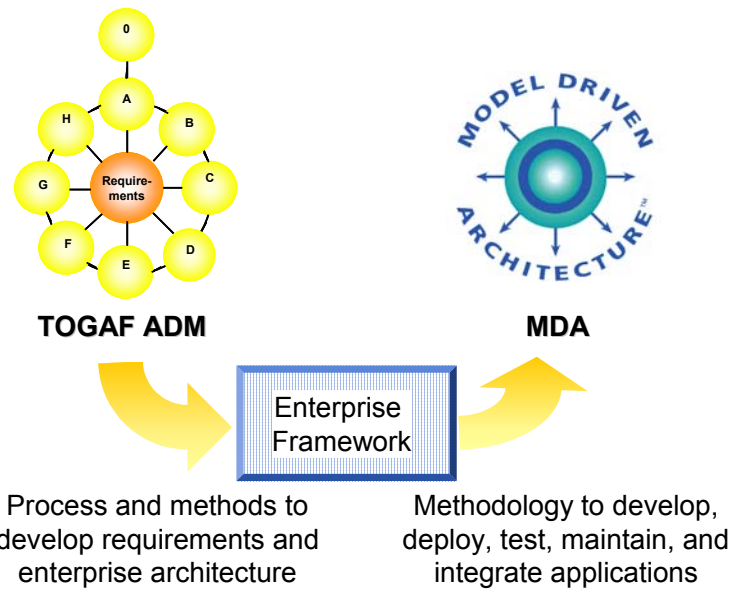 0
A
H
B
G
Require-
ments
C
F
D
E
MODEL DRIVEN
ARCHITECTURE™
TOGAF ADM
MDA
Enterprise
Framework
Process and methods to
develop requirements and
enterprise architecture
Methodology to develop,
deploy, test, maintain, and
integrate applications